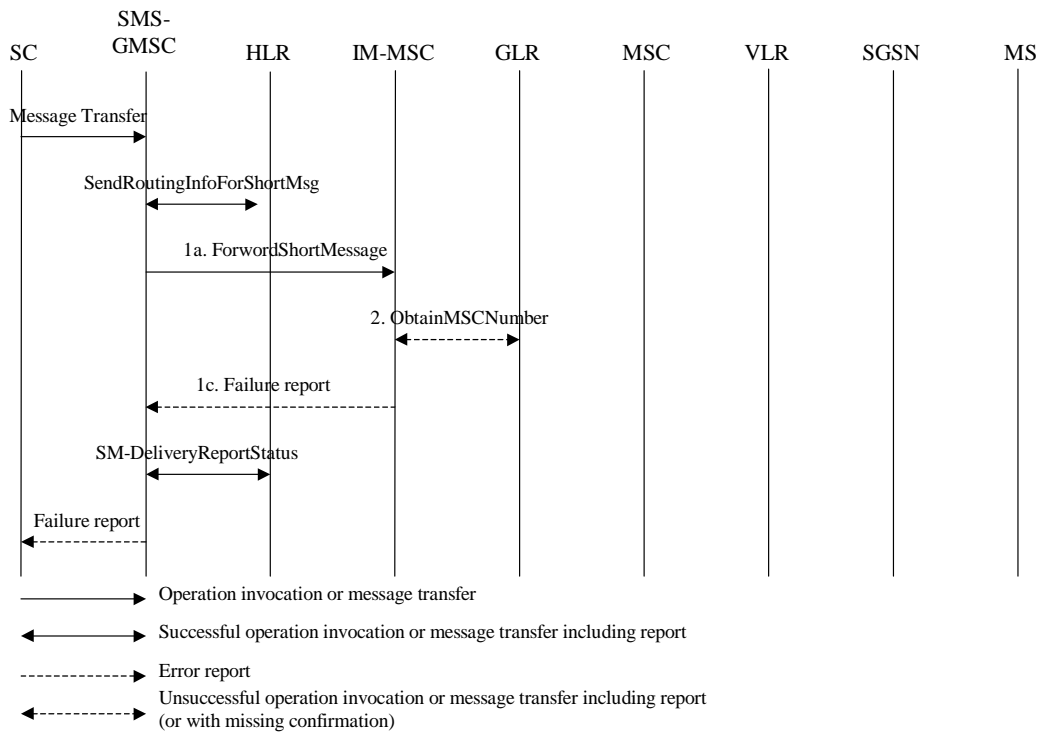 SMS-
GMSC
SC
HLR
IM-MSC
GLR
MSC
VLR
SGSN
MS
Message Transfer
SendRoutingInfoForShortMsg
1a. ForwordShortMessage
2. ObtainMSCNumber
1c. Failure report
SM-DeliveryReportStatus
Failure report
Operation invocation or message transfer
Successful operation invocation or message transfer including report
Error report
Unsuccessful operation invocation or message transfer including report
(or with missing confirmation)